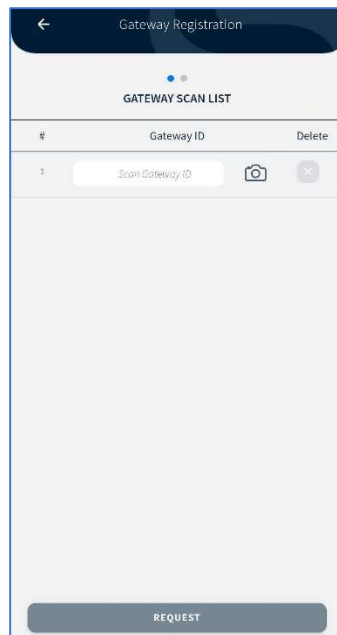 Gateway Registration
GATEWAY SCAN LIST
# Gateway ID Delete
1 Scan Gateway ID
REQUEST